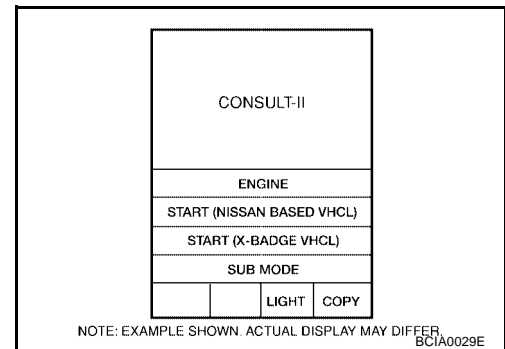 CONSULT-II
ENGINE
START (NISSAN BASED VHCL)
START (X-BADGE VHCL)
SUB MODE
LIGHT COPY
NOTE: EXAMPLE SHOWN. ACTUAL DISPLAY MAY DIFFER.
BCIA0029E